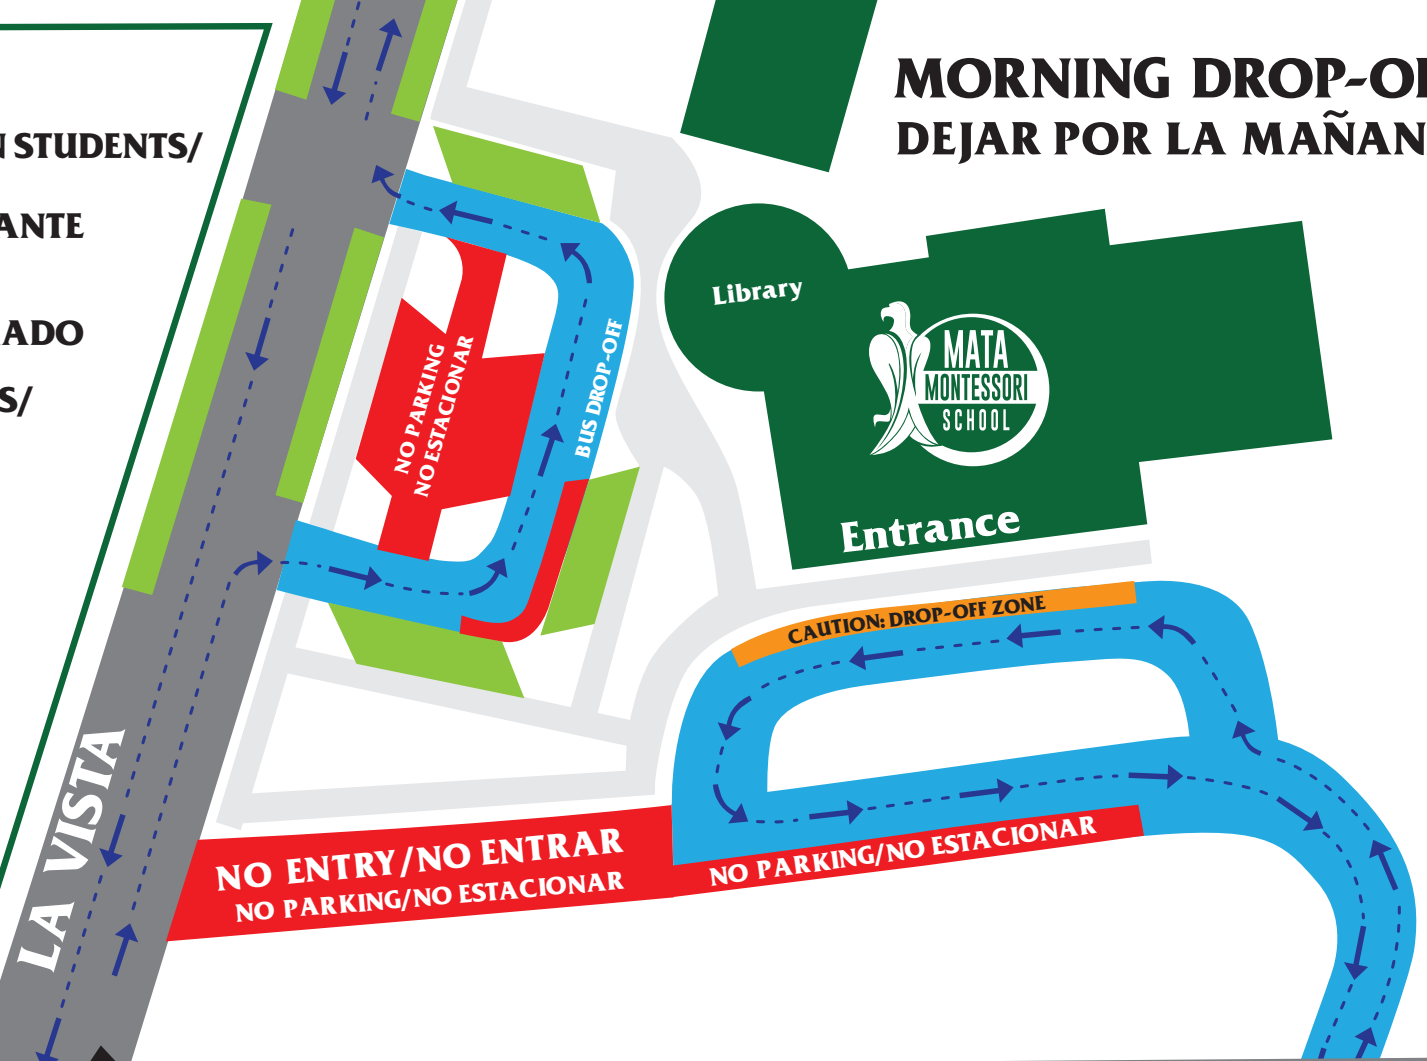 MORNING DROP-O
DEJAR POR LA MAÑAN
STUDENTS/
ANTE
ADO
S/
Library
MATA
MONTESSORI
SCHOOL
Entrance
NO PARKING
NO ESTACIONAR
BUS DROP-OFF
CAUTION: DROP-OFF ZONE
LA VISTA
NO ENTRY/NO ENTRAR
NO PARKING/NO ESTACIONAR
NO PARKING/NO ESTACIONAR